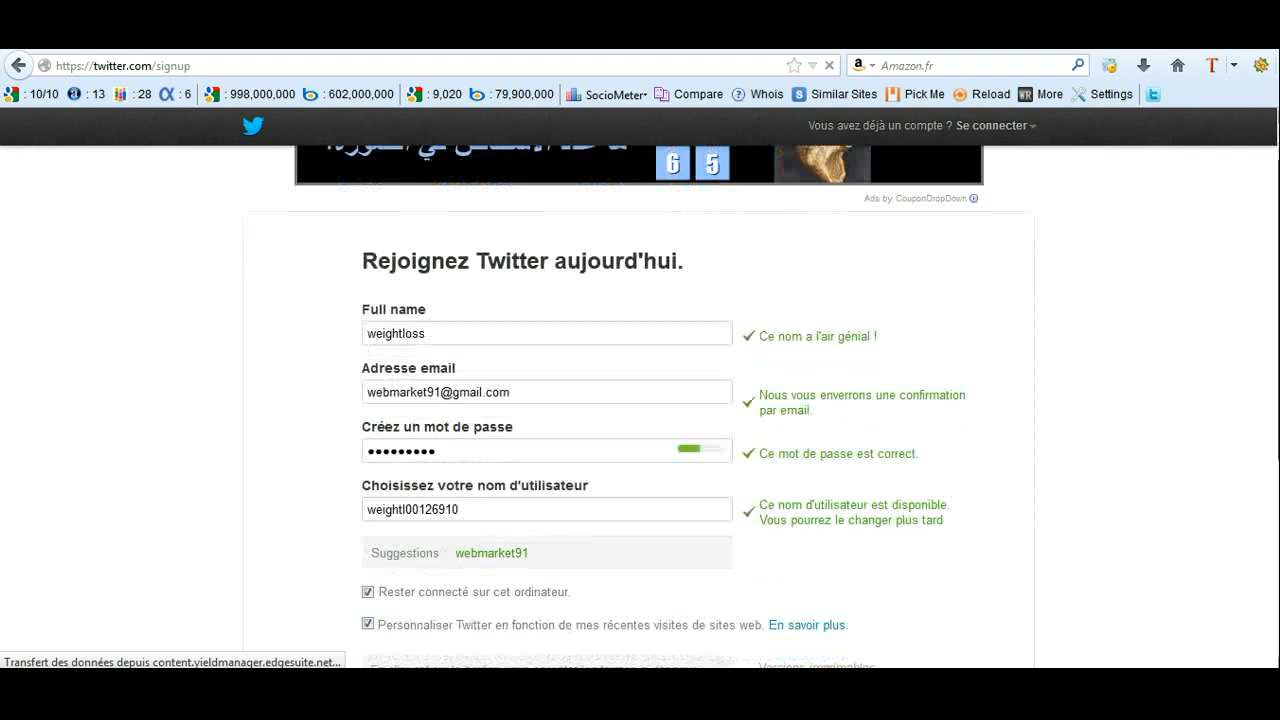 https://twitter.com/signup
Amazon.fr
: 10/10 : 13 : 28 : 6 : 998,000,000 : 602,000,000 : 9,020 : 79,900,000 SocioMeter Compare Whois Similar Sites Pick Me Reload WR More Settings
Vous avez déjà un compte ? Se connecter
6 5
Ads by CouponDropDown
Rejoignez Twitter aujourd'hui.
Full name
weightloss
Ce nom a l'air génial !
Adresse email
webmarket91@gmail.com
Nous vous enverrons une confirmation
par email.
Créez un mot de passe
Ce mot de passe est correct.
Choisissez votre nom d'utilisateur
weightl00126910
Ce nom d'utilisateur est disponible.
Vous pourrez le changer plus tard
Suggestions webmarket91
Rester connecté sur cet ordinateur.
Personnaliser Twitter en fonction de mes récentes visites de sites web. En savoir plus.
Versions imprimables
Transfert des données depuis content.yieldmanager.edgesuite.net...